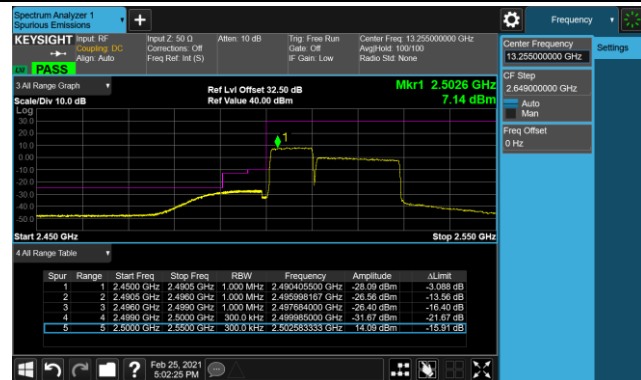 Spectrum Analyzer 1
Spurious Emissions
Frequency
KEYSIGHT Input: RF
Coupling: DC
Align: Auto
Input Z: 50 Ω
Corrections: Off
Freq Ref: Int (S)
Atten: 10 dB
Trig: Free Run
Gate: Off
IF Gain: Low
Center Freq: 13.255000000 GHz
Avg|Hold: 100/100
Radio Std: None
PASS
Center Frequency
13.255000000 GHz
Settings
CF Step
2.649000000 GHz
Auto
Man
Freq Offset
0 Hz
3 All Range Graph
Ref Lvl Offset 32.50 dB
Mkr1 2.5026 GHz
Scale/Div 10.0 dB
Ref Value 40.00 dBm
7.14 dBm
Log
30.0
20.0
10.0
0.00
-10.0
-20.0
-30.0
-40.0
-50.0
1
Start 2.450 GHz
Stop 2.550 GHz
4 All Range Table
Spur Range Start Freq Stop Freq RBW Frequency Amplitude ΔLimit
1 1 2.4500 GHz 2.4905 GHz 1.000 MHz 2.490405500 GHz -28.09 dBm -3.088 dB
2 2 2.4905 GHz 2.4960 GHz 1.000 MHz 2.495998167 GHz -26.56 dBm -13.56 dB
3 3 2.4960 GHz 2.4990 GHz 1.000 MHz 2.497684000 GHz -26.40 dBm -16.40 dB
4 4 2.4990 GHz 2.5000 GHz 300.0 kHz 2.499985000 GHz -31.67 dBm -21.67 dB
5 5 2.5000 GHz 2.5500 GHz 300.0 kHz 2.502583333 GHz 14.09 dBm -15.91 dB
Feb 25, 2021
5:02:25 PM